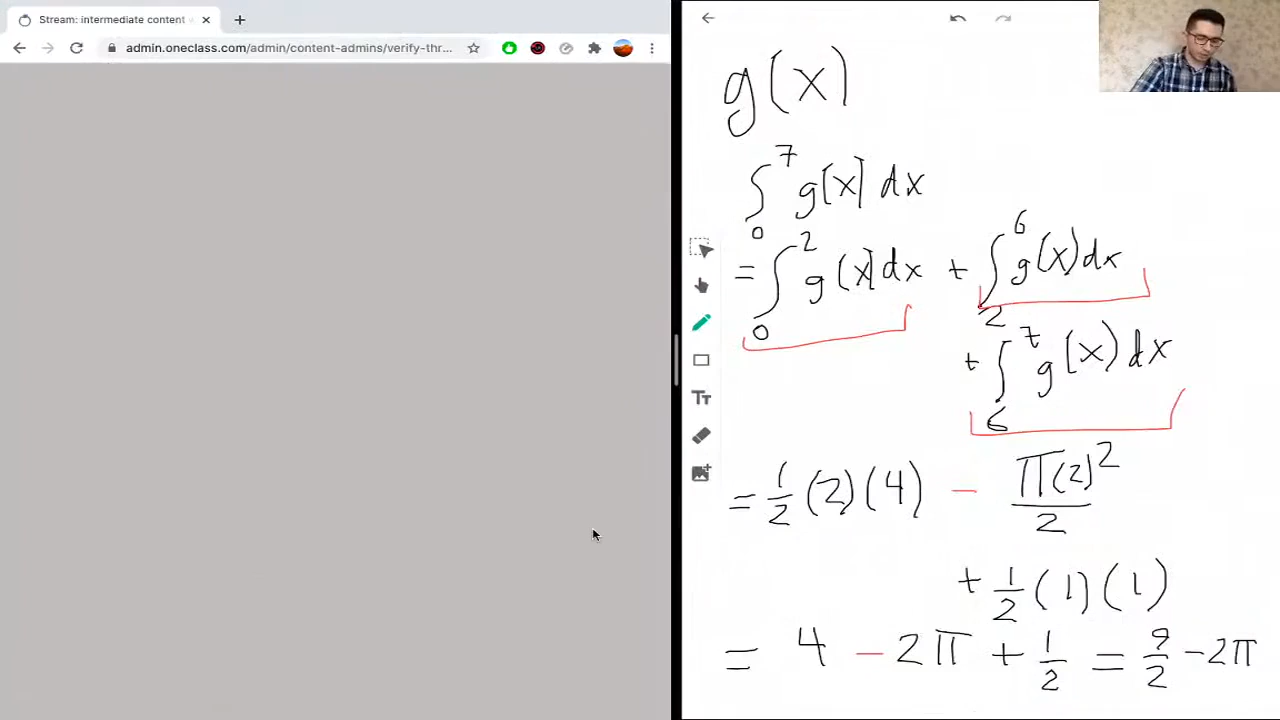 Stream: intermediate content
admin.oneclass.com/admin/content-admins/verify-thr...
g(x)
∫₀⁷ g(x) dx
= ∫₀² g(x) dx + ∫₂⁶ g(x) dx
+ ∫₆⁷ g(x) dx
= 1/2 (2)(4) - π(2)²/2
+ 1/2 (1)(1)
= 4 - 2π + 1/2 = 9/2 - 2π
Tт